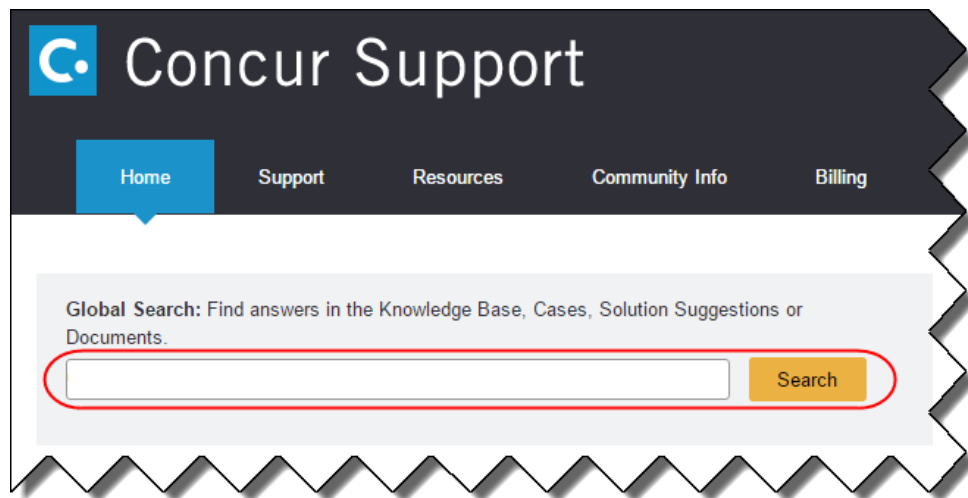 Concur Support
Home Support Resources Community Info Billing
Global Search: Find answers in the Knowledge Base, Cases, Solution Suggestions or
Documents.
Search